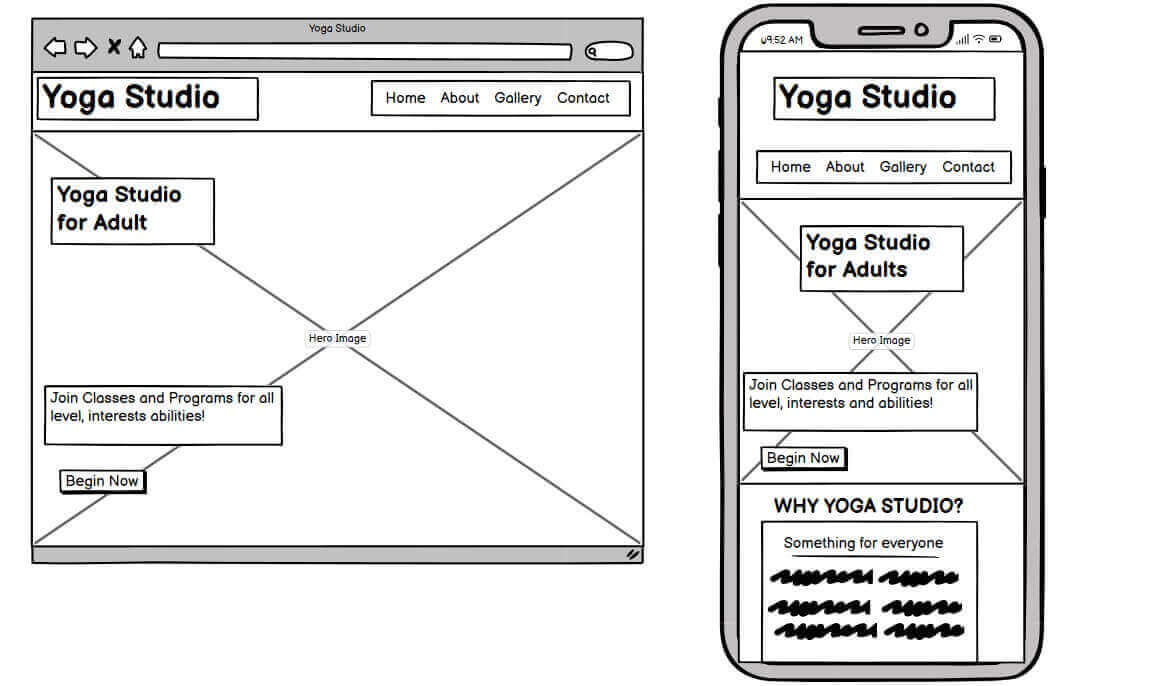 Yoga Studio
Yoga Studio
Home About Gallery Contact
Yoga Studio
for Adult
Hero Image
Join Classes and Programs for all
level, interests abilities!
Begin Now
09:52 AM
Yoga Studio
Home About Gallery Contact
Yoga Studio
for Adults
Hero Image
Join Classes and Programs for all
level, interests and abilities!
Begin Now
WHY YOGA STUDIO?
Something for everyone